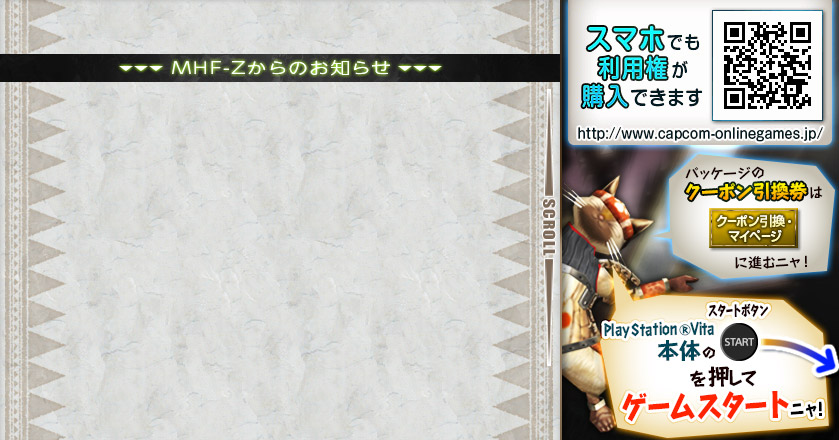 MHF-Zからのお知らせ
SCROLL
スマホでも
利用権が
購入できます
http://www.capcom-onlinegames.jp/
パッケージの
クーポン引換券は
クーポン引換・
マイページ
に進むニャ!
スタートボタン
PlayStation®Vita
本体の START
を押して
ゲームスタートニャ!